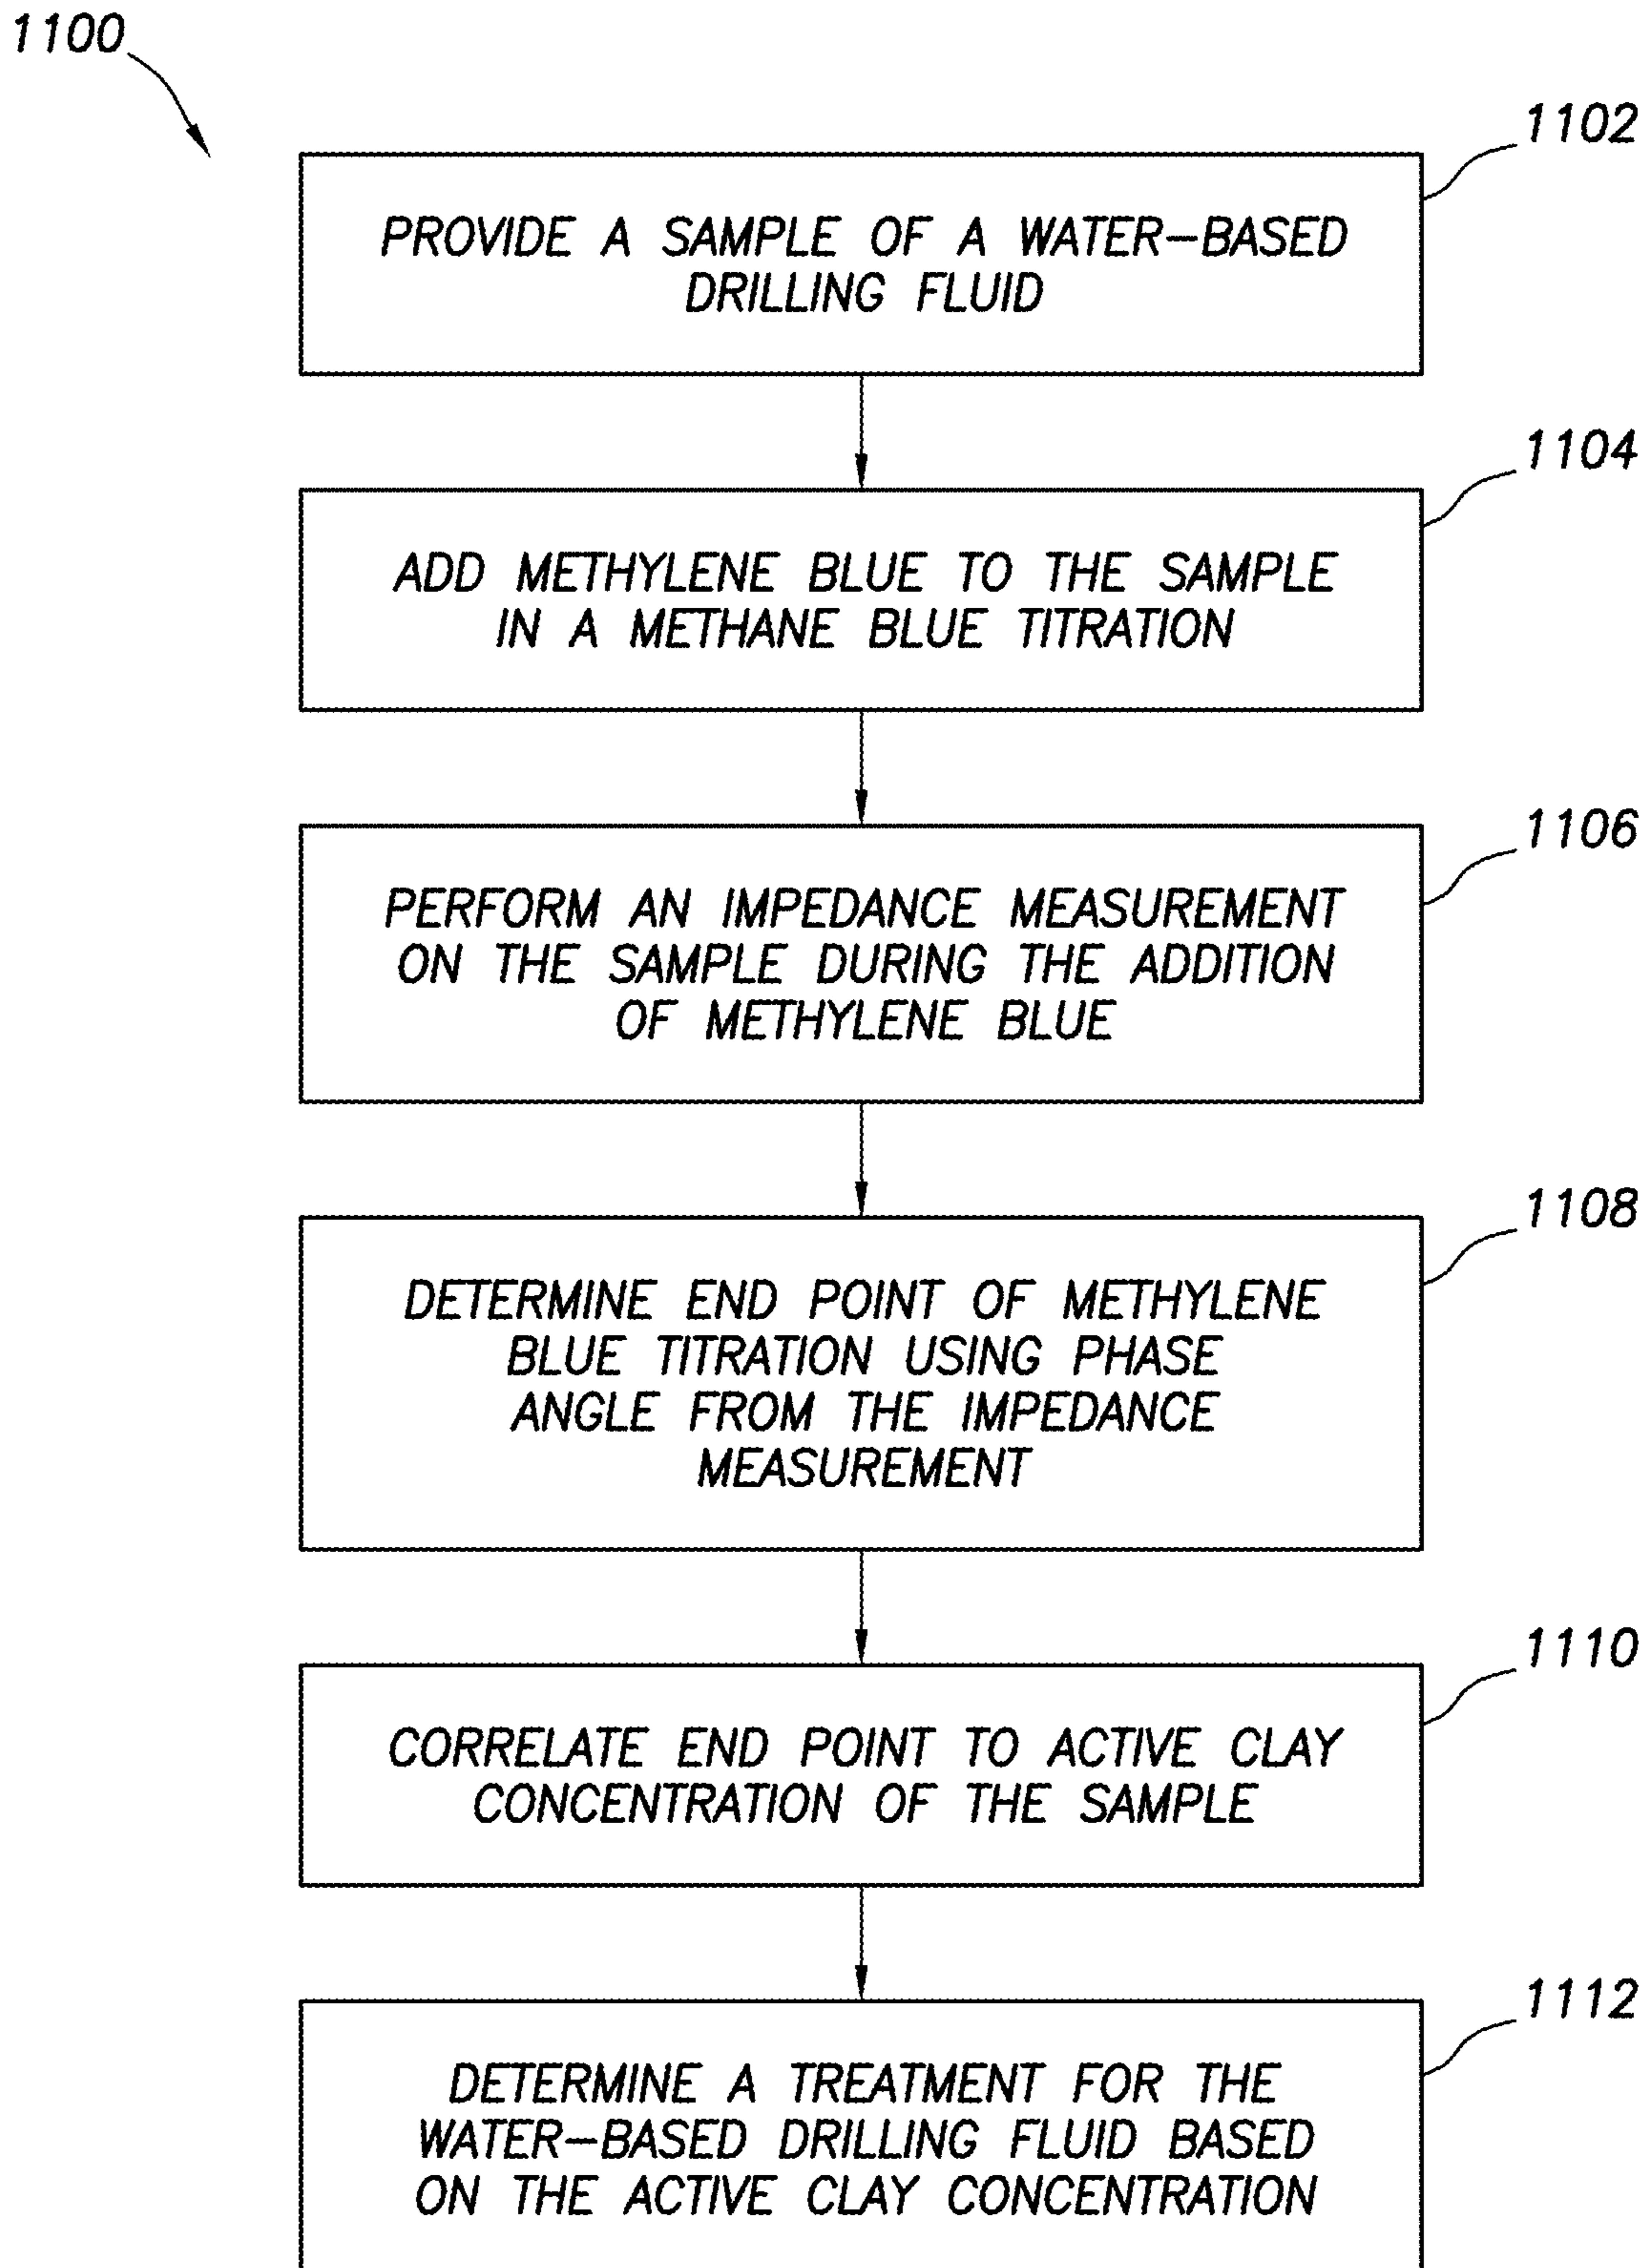 1100
1102
PROVIDE A SAMPLE OF A WATER-BASED
DRILLING FLUID
1104
ADD METHYLENE BLUE TO THE SAMPLE
IN A METHANE BLUE TITRATION
1106
PERFORM AN IMPEDANCE MEASUREMENT
ON THE SAMPLE DURING THE ADDITION
OF METHYLENE BLUE
1108
DETERMINE END POINT OF METHYLENE
BLUE TITRATION USING PHASE
ANGLE FROM THE IMPEDANCE
MEASUREMENT
1110
CORRELATE END POINT TO ACTIVE CLAY
CONCENTRATION OF THE SAMPLE
1112
DETERMINE A TREATMENT FOR THE
WATER-BASED DRILLING FLUID BASED
ON THE ACTIVE CLAY CONCENTRATION